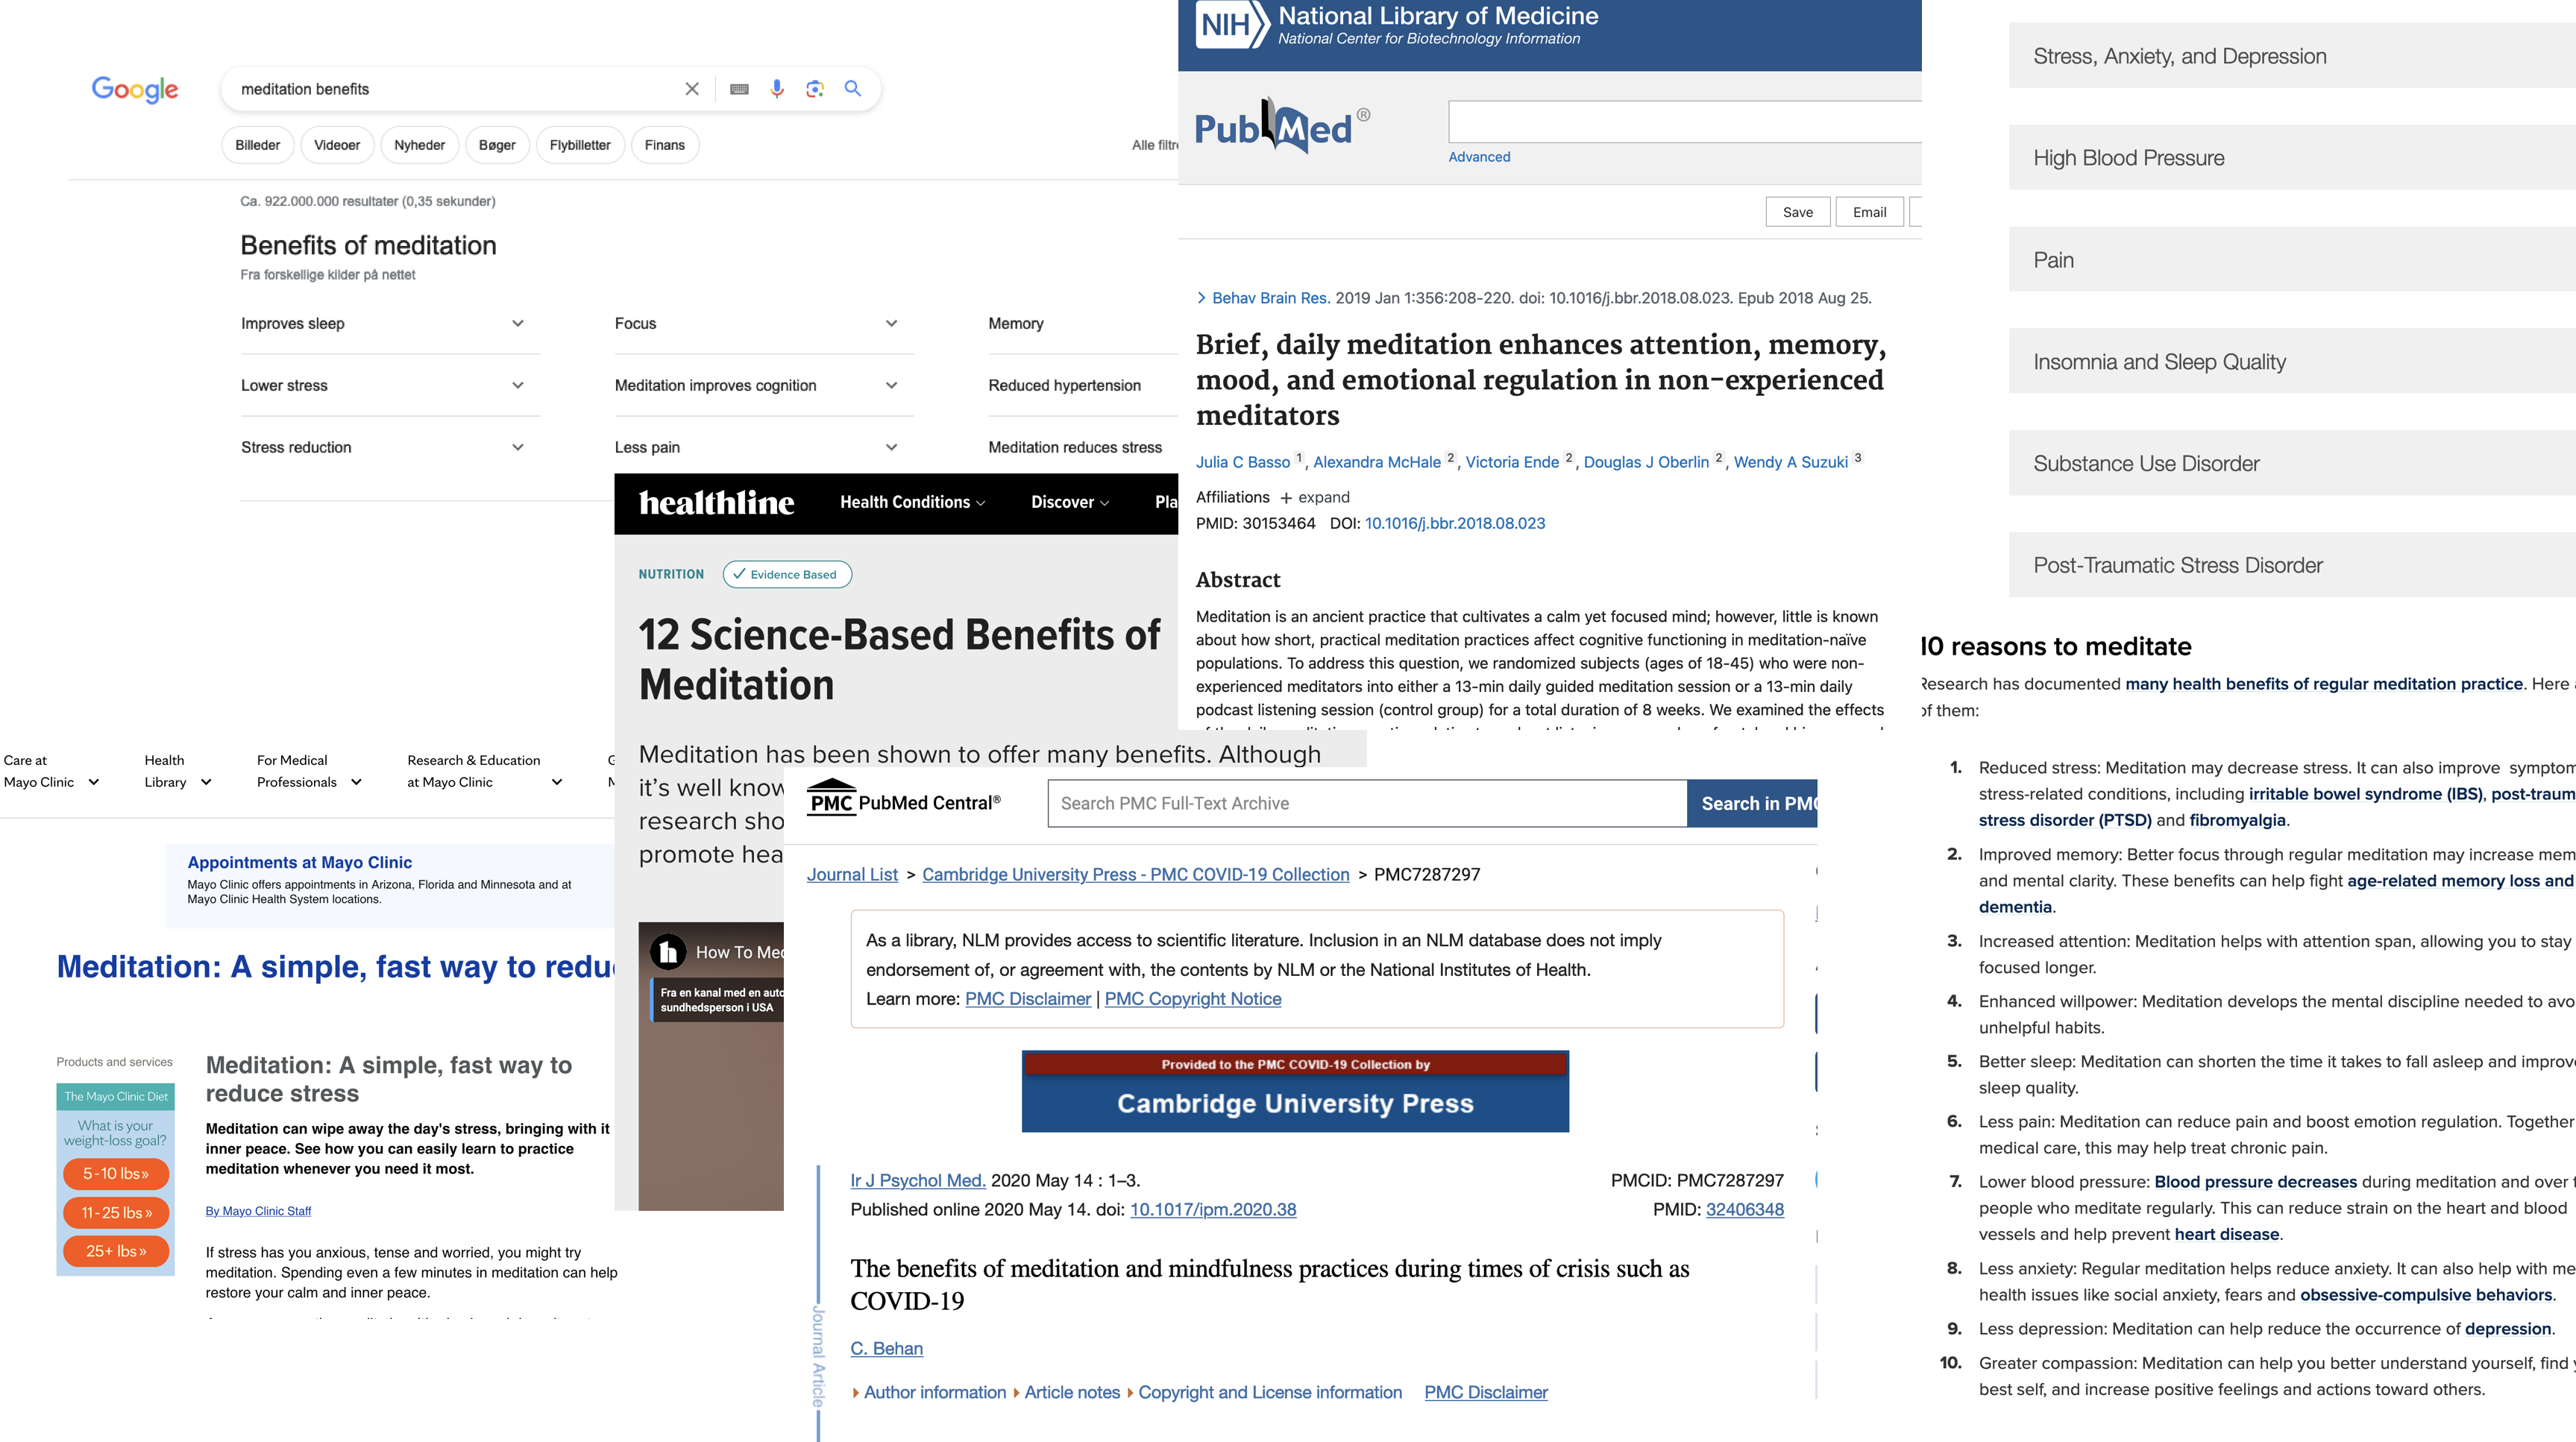 Google
meditation benefits
Billeder
Videoer
Nyheder
Bøger
Flybilletter
Finans
Alle
Ca. 922.000.000 resultater (0,35 sekunder)
Benefits of meditation
Fra forskellige kilder på nettet
Improves sleep
Focus
Memory
Lower stress
Meditation improves cognition
Reduced hypertension
Stress reduction
Less pain
Meditation reduces stress
NIH
National Library of Medicine
National Center for Biotechnology Information
PubMed®
Advanced
Save
Email
Behav Brain Res. 2019 Jan 1:356:208-220. doi: 10.1016/j.bbr.2018.08.023. Epub 2018 Aug 25.
Brief, daily meditation enhances attention, memory,
mood, and emotional regulation in non-experienced
meditators
Julia C Basso 1, Alexandra McHale 2, Victoria Ende 2, Douglas J Oberlin 2, Wendy A Suzuki 3
Affiliations + expand
PMID: 30153464 DOI: 10.1016/j.bbr.2018.08.023
Abstract
Meditation is an ancient practice that cultivates a calm yet focused mind; however, little is known
about how short, practical meditation practices affect cognitive functioning in meditation-naïve
populations. To address this question, we randomized subjects (ages of 18-45) who were non-
experienced meditators into either a 13-min daily guided meditation session or a 13-min daily
podcast listening session (control group) for a total duration of 8 weeks. We examined the effects
Stress, Anxiety, and Depression
High Blood Pressure
Pain
Insomnia and Sleep Quality
Substance Use Disorder
Post-Traumatic Stress Disorder
healthline
Health Conditions
Discover
NUTRITION
Evidence Based
12 Science-Based Benefits of
Meditation
Meditation has been shown to offer many benefits. Although
it's well
research
promote
How To
Fra en kanal med en
sundhedsperson i USA
Care at
Mayo Clinic
Health
Library
For Medical
Professionals
Research & Education
at Mayo Clinic
Appointments at Mayo Clinic
Mayo Clinic offers appointments in Arizona, Florida and Minnesota and at
Mayo Clinic Health System locations.
Meditation: A simple, fast way to
Products and services
The Mayo Clinic Diet
What is your
weight-loss goal?
5-10 lbs»
11-25 lbs»
25+ lbs»
Meditation: A simple, fast way to
reduce stress
Meditation can wipe away the day's stress, bringing with it
inner peace. See how you can easily learn to practice
meditation whenever you need it most.
By Mayo Clinic Staff
If stress has you anxious, tense and worried, you might try
meditation. Spending even a few minutes in meditation can help
restore your calm and inner peace.
PMC PubMed Central®
Search PMC Full-Text Archive
Search in PMC
Journal List > Cambridge University Press - PMC COVID-19 Collection > PMC7287297
As a library, NLM provides access to scientific literature. Inclusion in an NLM database does not imply
endorsement of, or agreement with, the contents by NLM or the National Institutes of Health.
Learn more: PMC Disclaimer | PMC Copyright Notice
Provided to the PMC COVID-19 Collection by
Cambridge University Press
Journal Article
Ir J Psychol Med. 2020 May 14 : 1–3.
PMCID: PMC7287297
Published online 2020 May 14. doi: 10.1017/ipm.2020.38
PMID: 32406348
The benefits of meditation and mindfulness practices during times of crisis such as
COVID-19
C. Behan
Author information Article notes Copyright and License information PMC Disclaimer
10 reasons to meditate
Research has documented many health benefits of regular meditation practice. Here
of them:
1. Reduced stress: Meditation may decrease stress. It can also improve
stress-related conditions, including irritable bowel syndrome (IBS),
stress disorder (PTSD) and fibromyalgia.
2. Improved memory: Better focus through regular meditation may increase
and mental clarity. These benefits can help fight age-related memory loss and
dementia.
3. Increased attention: Meditation helps with attention span, allowing you to stay
focused longer.
4. Enhanced willpower: Meditation develops the mental discipline needed to
unhelpful habits.
5. Better sleep: Meditation can shorten the time it takes to fall asleep and
sleep quality.
6. Less pain: Meditation can reduce pain and boost emotion regulation. Together
medical care, this may help treat chronic pain.
7. Lower blood pressure: Blood pressure decreases during meditation and over
people who meditate regularly. This can reduce strain on the heart and blood
vessels and help prevent heart disease.
8. Less anxiety: Regular meditation helps reduce anxiety. It can also help with
health issues like social anxiety, fears and obsessive-compulsive behaviors.
9. Less depression: Meditation can help reduce the occurrence of depression.
10. Greater compassion: Meditation can help you better understand yourself, find
best self, and increase positive feelings and actions toward others.